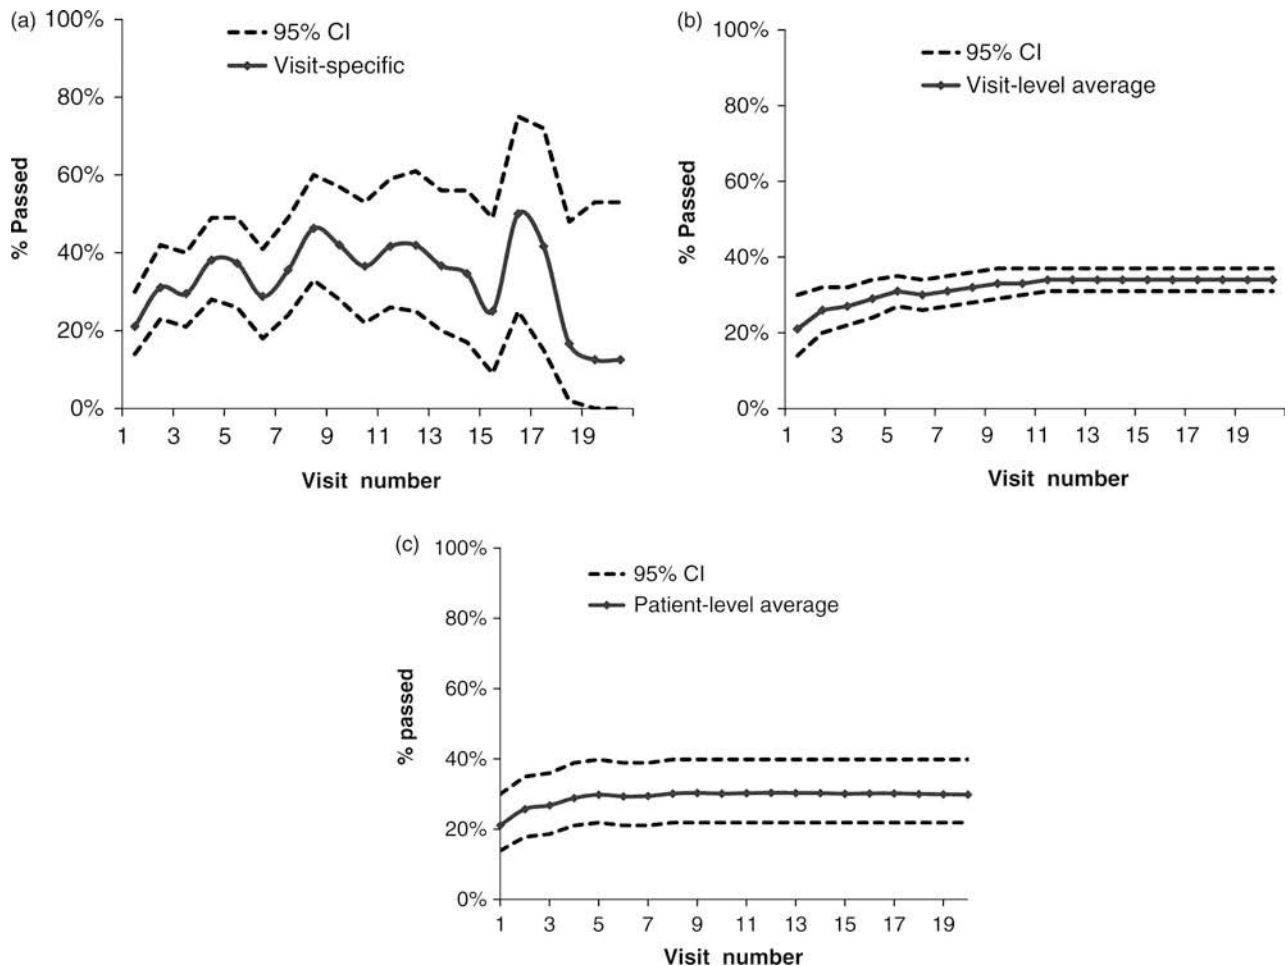 (a)
100%
80%
60%
40%
20%
0%
% Passed
95% CI
Visit-specific
1 3 5 7 9 11 13 15 17 19
Visit number
(b)
100%
80%
60%
40%
20%
0%
% Passed
95% CI
Visit-level average
1 3 5 7 9 11 13 15 17 19
Visit number
(c)
100%
80%
60%
40%
20%
0%
% passed
95% CI
Patient-level average
1 3 5 7 9 11 13 15 17 19
Visit number